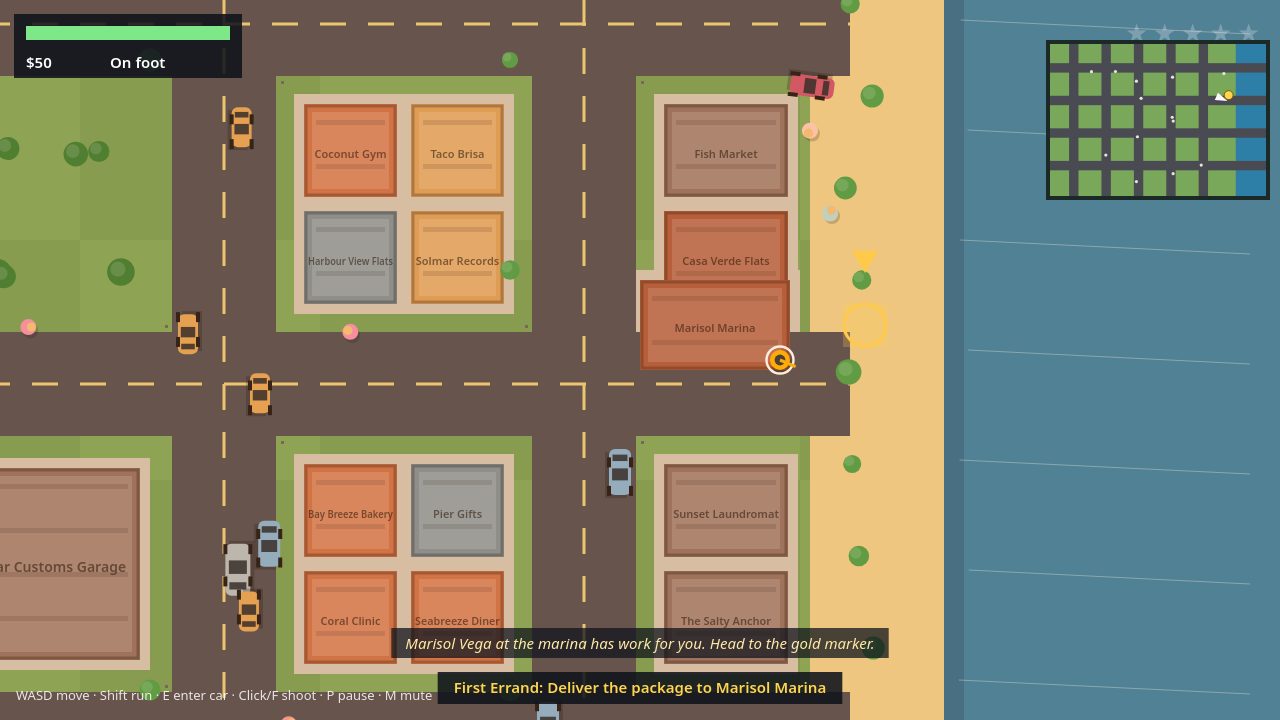 $50 On foot
Coconut Gym
Taco Brisa
Fish Market
Harbour View Flats
Solmar Records
Casa Verde Flats
Marisol Marina
Bay Breeze Bakery
Pier Gifts
Sunset Laundromat
ar Customs Garage
Coral Clinic
Seabreeze Diner
The Salty Anchor
Marisol Vega at the marina has work for you. Head to the gold marker.
First Errand: Deliver the package to Marisol Marina
WASD move · Shift run · E enter car · Click/F shoot · P pause · M mute